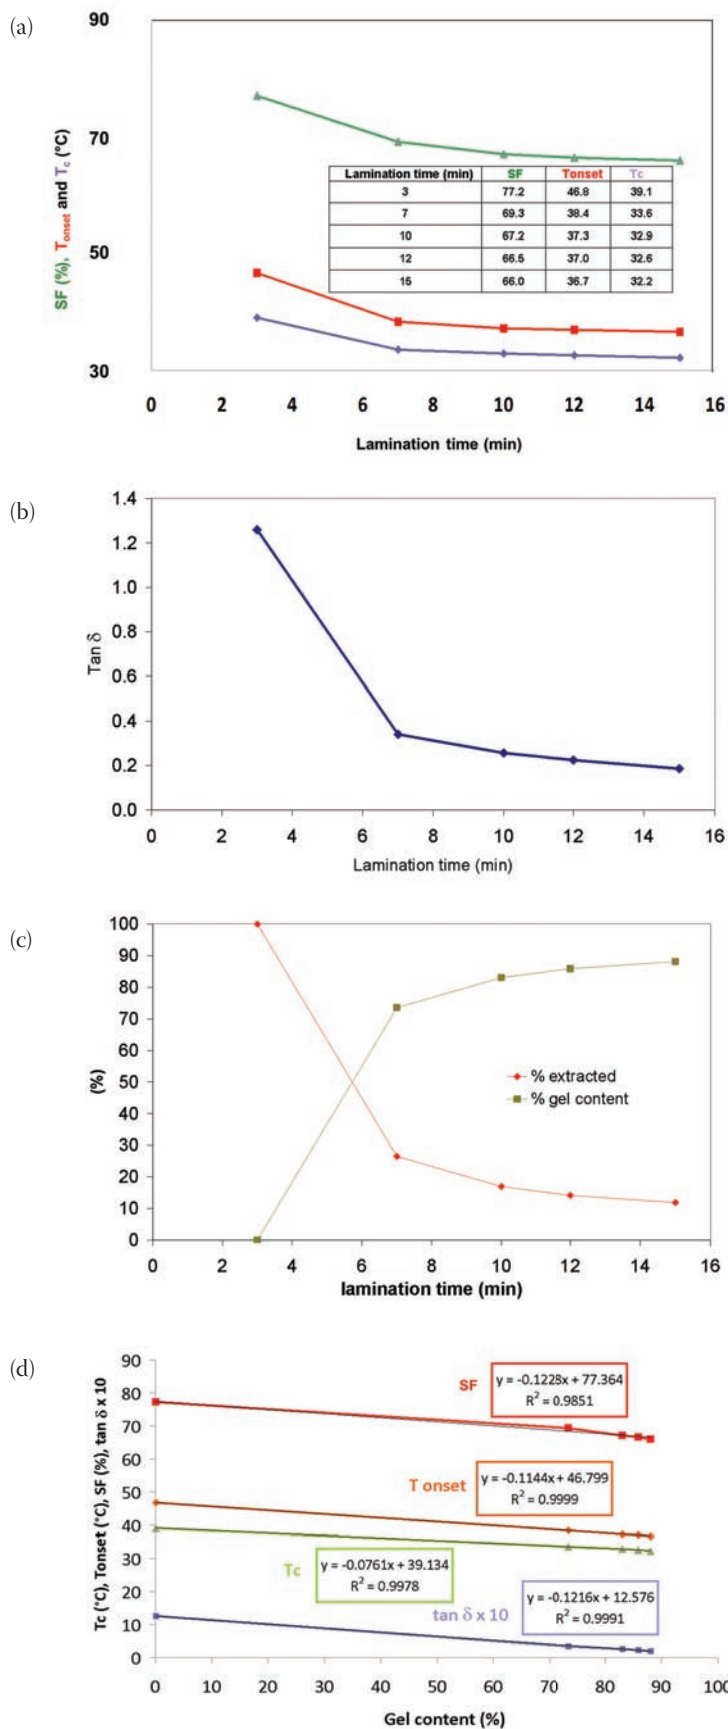 (a)
90
70
50
30
SF (%), Tonset and Tc (°C)
Lamination time (min) SF Tonset Tc
3 77.2 46.8 39.1
7 69.3 38.4 33.6
10 67.2 37.3 32.9
12 66.5 37.0 32.6
15 66.0 36.7 32.2
0 2 4 6 8 10 12 14 16
Lamination time (min)
(b)
1.4
1.2
1.0
0.8
0.6
0.4
0.2
0.0
Tan δ
0 2 4 6 8 10 12 14 16
Lamination time (min)
(c)
100
90
80
70
60
50
40
30
20
10
0
(%)
% extracted
% gel content
0 2 4 6 8 10 12 14 16
lamination time (min)
(d)
90
80
70
60
50
40
30
20
10
0
Tc (°C), Tonset (°C), SF (%), tan δ x 10
SF
y = -0.1228x + 77.364
R² = 0.9851
T onset
y = -0.1144x + 46.799
R² = 0.9999
Tc
y = -0.0761x + 39.134
R² = 0.9978
tan δ x 10
y = -0.1216x + 12.576
R² = 0.9991
0 10 20 30 40 50 60 70 80 90 100
Gel content (%)